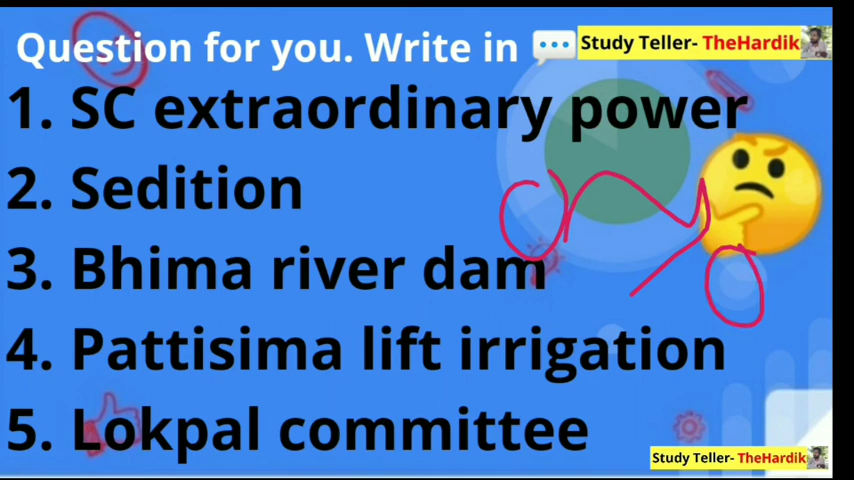 Question for you. Write in 💬 Study Teller- TheHardik
1. SC extraordinary power
2. Sedition
3. Bhima river dam
4. Pattisima lift irrigation
5. Lokpal committee
Study Teller- TheHardik